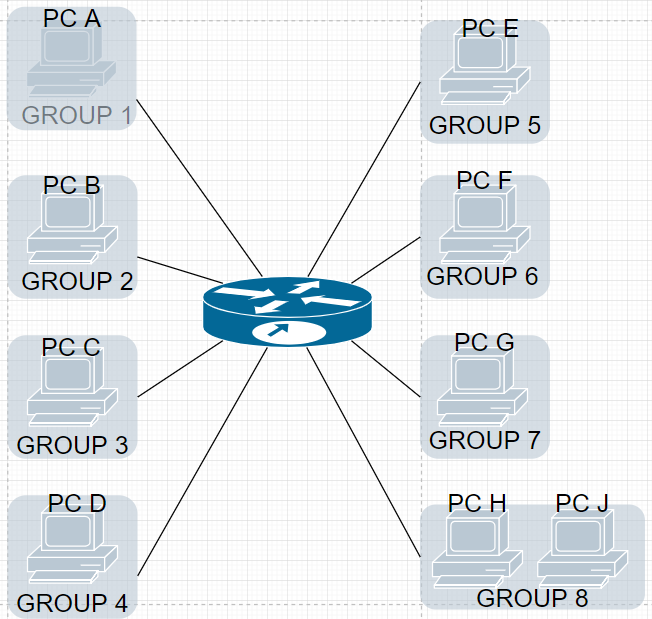 PC A
GROUP 1
PC B
GROUP 2
PC C
GROUP 3
PC D
GROUP 4
PC E
GROUP 5
PC F
GROUP 6
PC G
GROUP 7
PC H PC J
GROUP 8